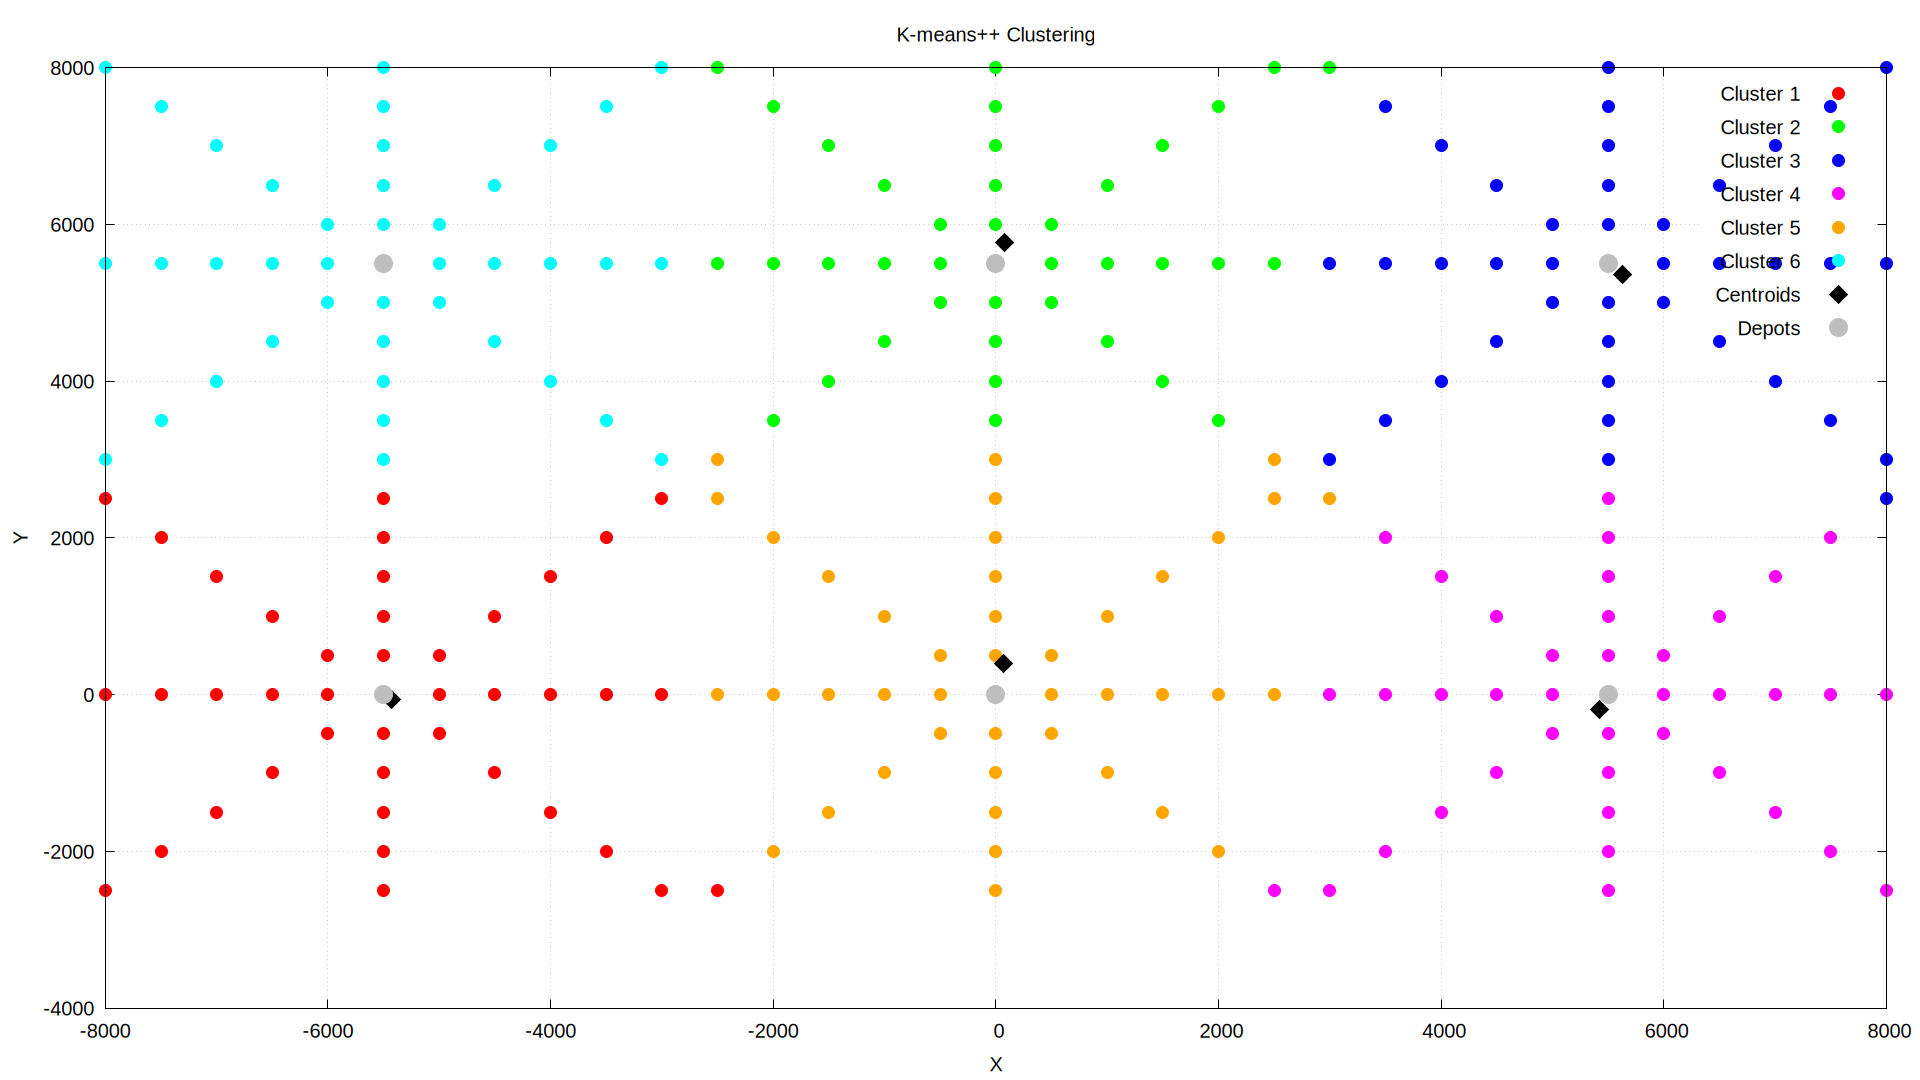 K-means++ Clustering
8000
6000
4000
2000
0
-2000
-4000
Y
Cluster 1
Cluster 2
Cluster 3
Cluster 4
Cluster 5
Cluster 6
Centroids
Depots
-8000 -6000 -4000 -2000 0 2000 4000 6000 8000
X